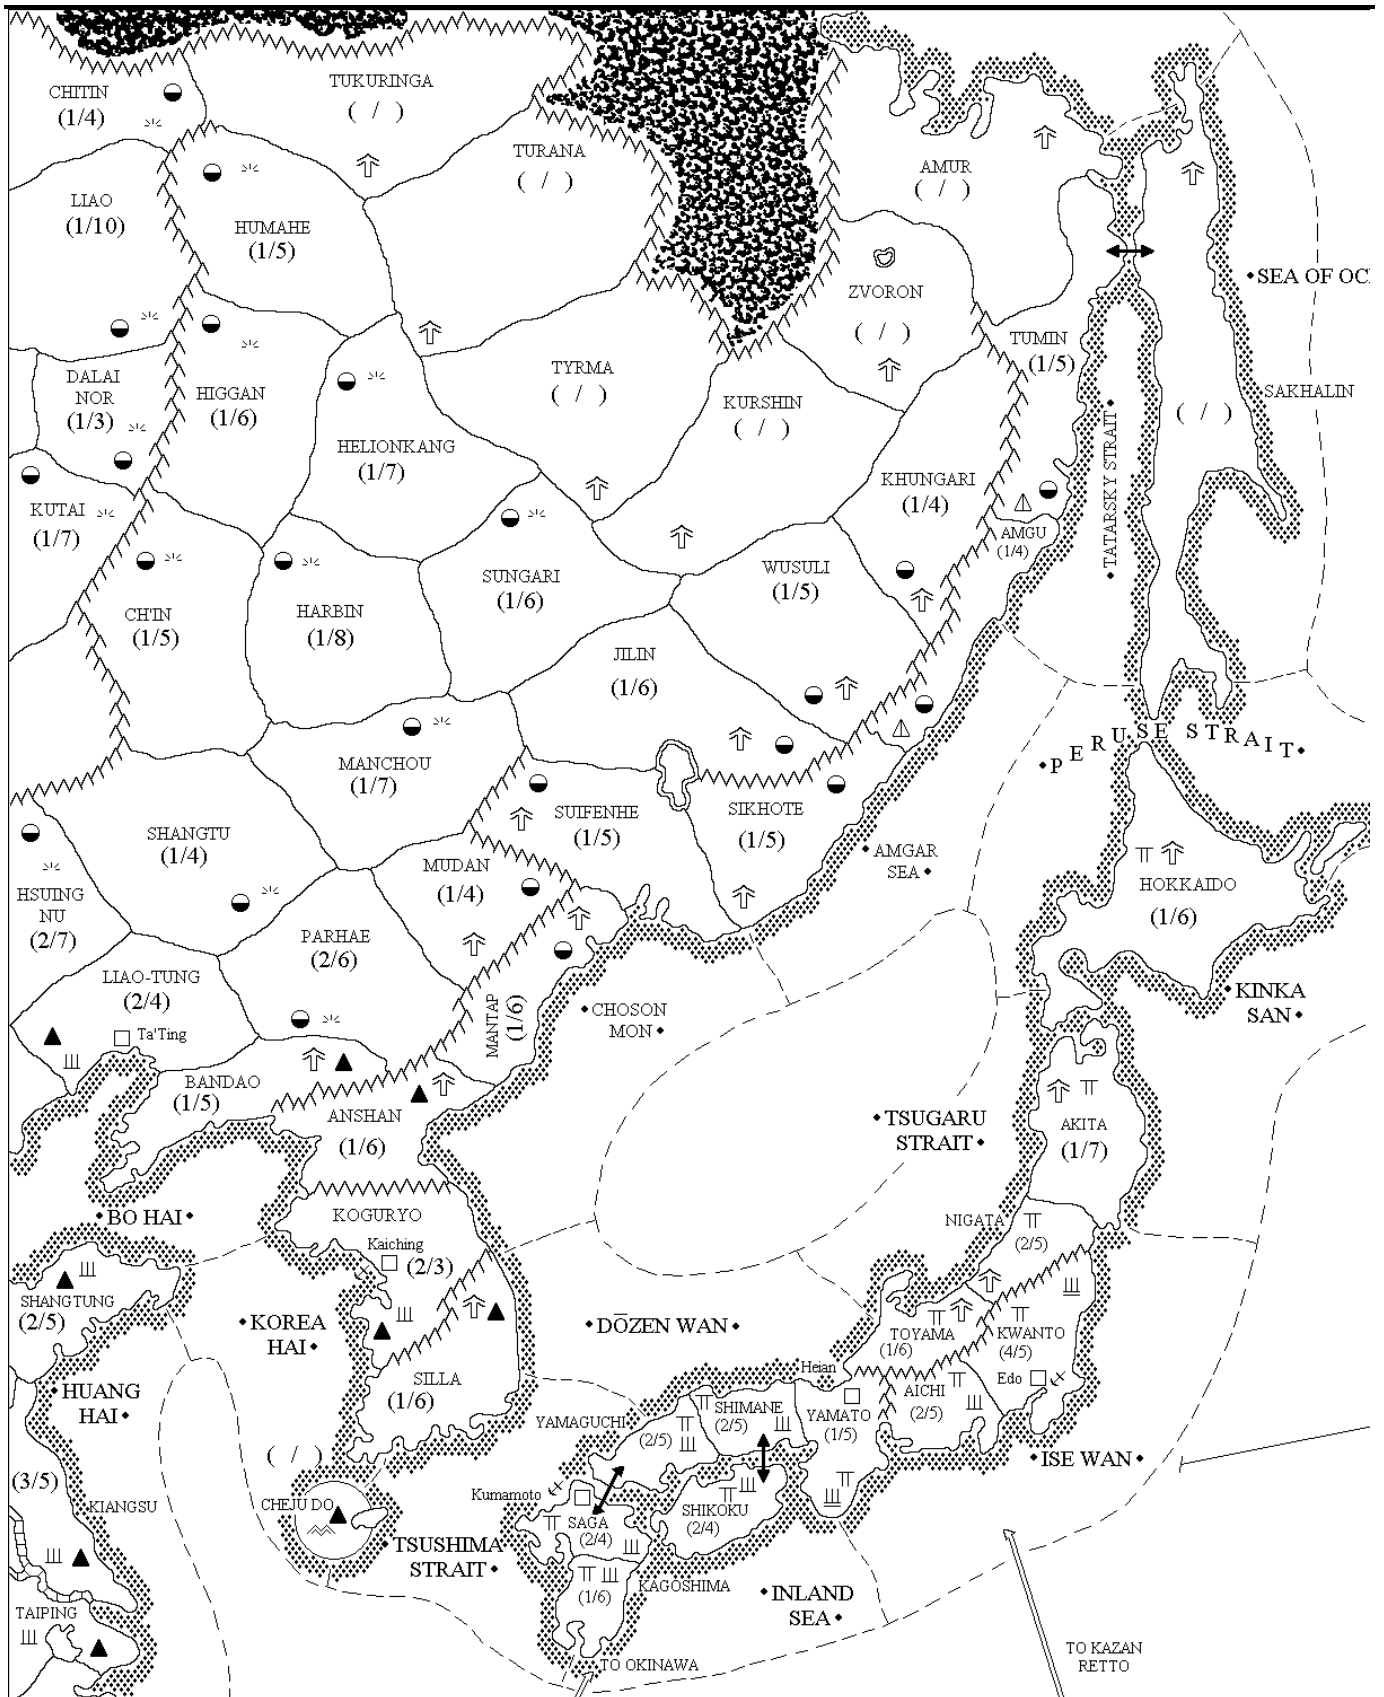 CHITIN
(1/4)
TUKURINGA
( / )
TURANA
( / )
AMUR
( / )
LIAO
(1/10)
HUMAHE
(1/5)
ZVORON
( / )
SEA OF OC
TUMIN
(1/5)
SAKHALIN
( / )
DALAI
NOR
(1/3)
HIGGAN
(1/6)
HELIONKANG
(1/7)
TYRMA
( / )
KURSHIN
( / )
KHUNGARI
(1/4)
TATARSKY STRAIT
KUTAI
(1/7)
AMGU
(1/4)
CH'IN
(1/5)
HARBIN
(1/8)
SUNGARI
(1/6)
WUSULI
(1/5)
JILIN
(1/6)
PERUSE STRAIT
MANCHOU
(1/7)
SHANGTU
(1/4)
SUIFENHE
(1/5)
SIKHOTE
(1/5)
AMGAR
SEA
HOKKAIDO
(1/6)
HSUING
NU
(2/7)
MUDAN
(1/4)
PARHAE
(2/6)
LIAO-TUNG
(2/4)
Ta'Ting
MANTAP
(1/6)
CHOSON
MON
KINKA
SAN
BANDAO
(1/5)
ANSHAN
(1/6)
TSUGARU
STRAIT
AKITA
(1/7)
BO HAI
KOGURYO
Kaiching
(2/3)
NIGATA
(2/5)
SHANGTUNG
(2/5)
KOREA
HAI
DŌZEN WAN
TOYAMA
(1/6)
KWANTO
(4/5)
Edo
HUANG
HAI
SILLA
(1/6)
Heian
YAMATO
(1/5)
AICHI
(2/5)
YAMAGUCHI
(2/5)
SHIMANE
(2/5)
ISE WAN
( / )
CHEJU DO
(3/5)
KIANGSU
Kumamoto
SAGA
(2/4)
SHIKOKU
(2/4)
TSUSHIMA
STRAIT
KAGOSHIMA
(1/6)
INLAND
SEA
TAIPING
TO OKINAWA
TO KAZAN
RETTO